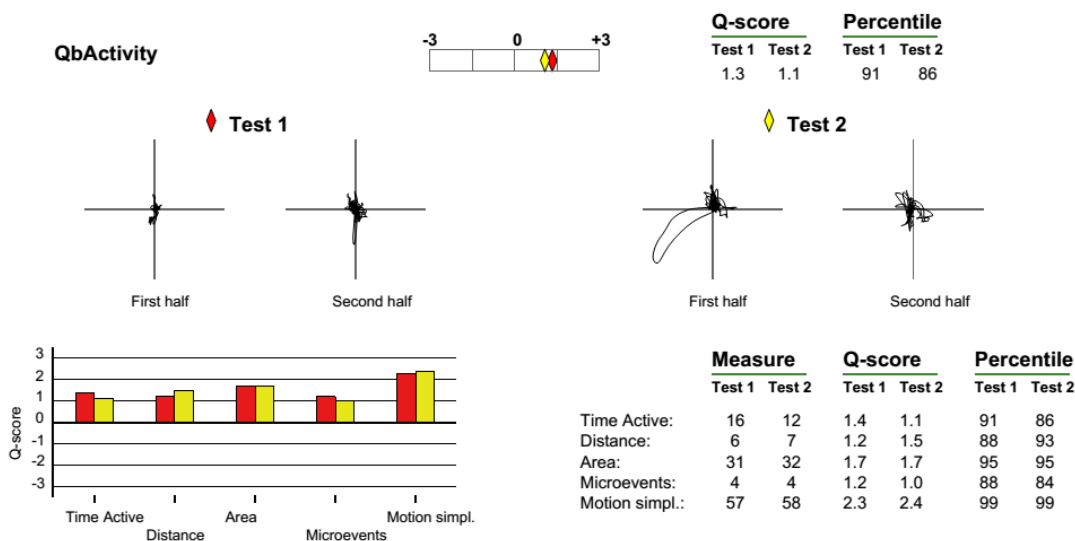 Q-score Percentile
QbActivity -3 0 +3 Test 1 Test 2 Test 1 Test 2
1.3 1.1 91 86
Test 1 Test 2
First half Second half First half Second half
3
2
1
0
-1
-2
-3
Q-score
Time Active Area Motion simpl.
Distance Microevents
Measure Q-score Percentile
Test 1 Test 2 Test 1 Test 2 Test 1 Test 2
Time Active: 16 12 1.4 1.1 91 86
Distance: 6 7 1.2 1.5 88 93
Area: 31 32 1.7 1.7 95 95
Microevents: 4 4 1.2 1.0 88 84
Motion simpl.: 57 58 2.3 2.4 99 99